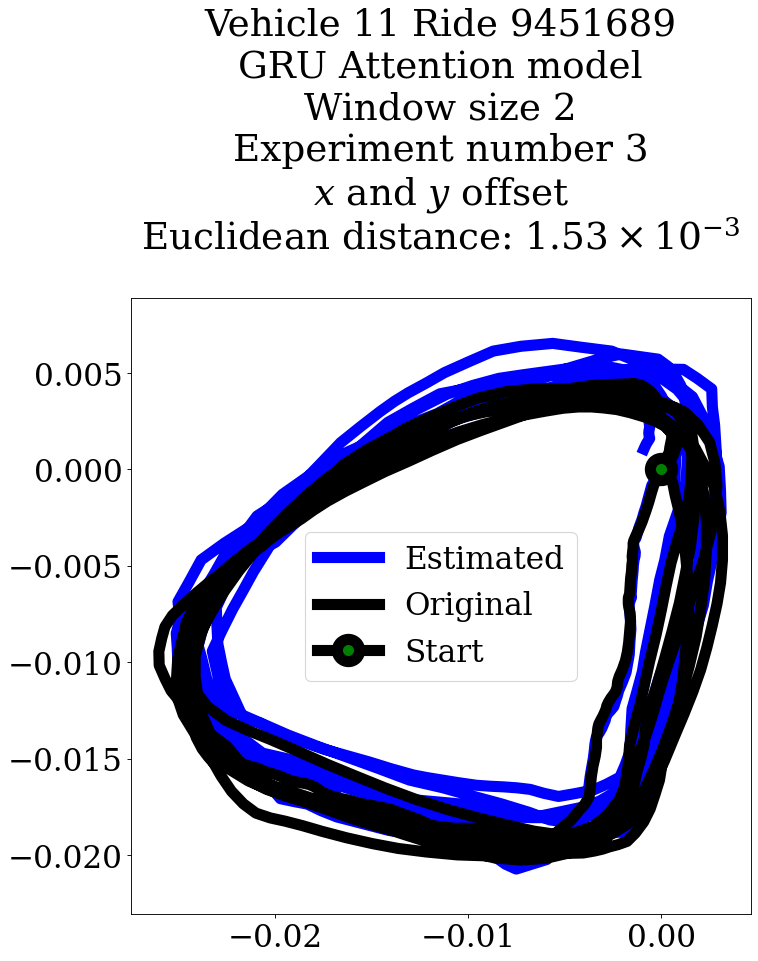 Vehicle 11 Ride 9451689
GRU Attention model
Window size 2
Experiment number 3
x and y offset
Euclidean distance: 1.53 × 10⁻³
0.005
0.000
−0.005
−0.010
−0.015
−0.020
Estimated
Original
Start
−0.02
−0.01
0.00